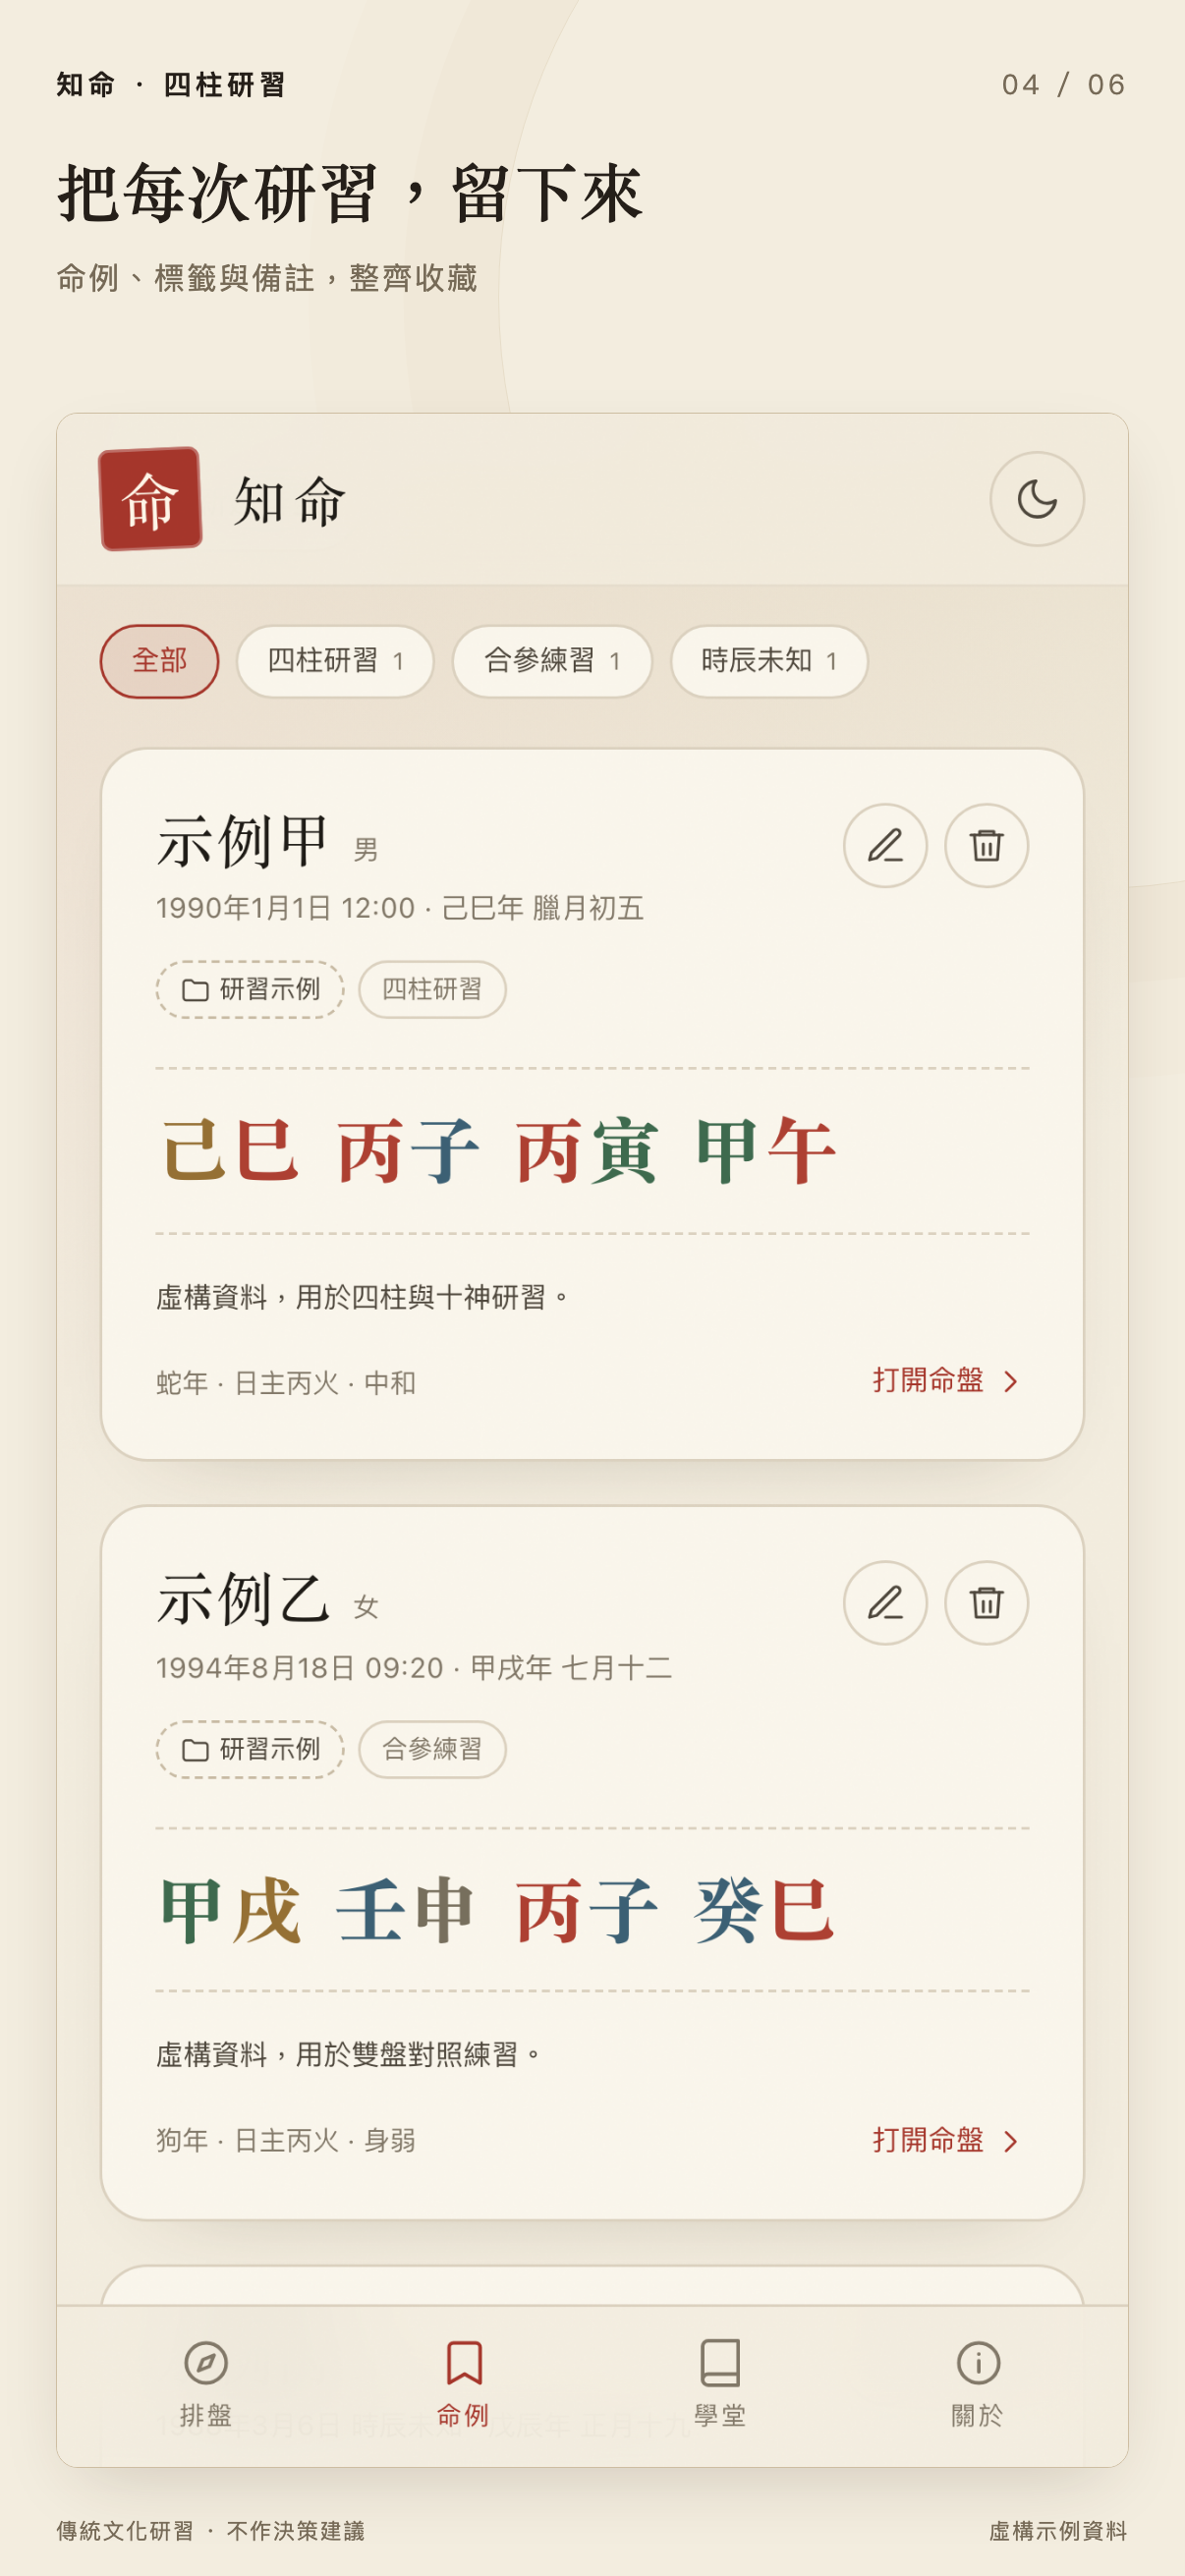 知命 · 四柱研習
04 / 06
把每次研習，留下來
命例、標籤與備註，整齊收藏
命 知命
全部 四柱研習 1 合參練習 1 時辰未知 1
示例甲 男
1990年1月1日 12:00 · 己巳年 臘月初五
研習示例 四柱研習
己巳 丙子 丙寅 甲午
虛構資料，用於四柱與十神研習。
蛇年 · 日主丙火 · 中和
打開命盤
示例乙 女
1994年8月18日 09:20 · 甲戌年 七月十二
研習示例 合參練習
甲戌 壬申 丙子 癸巳
虛構資料，用於雙盤對照練習。
狗年 · 日主丙火 · 身弱
打開命盤
排盤 命例 學堂 關於
傳統文化研習 · 不作決策建議
虛構示例資料